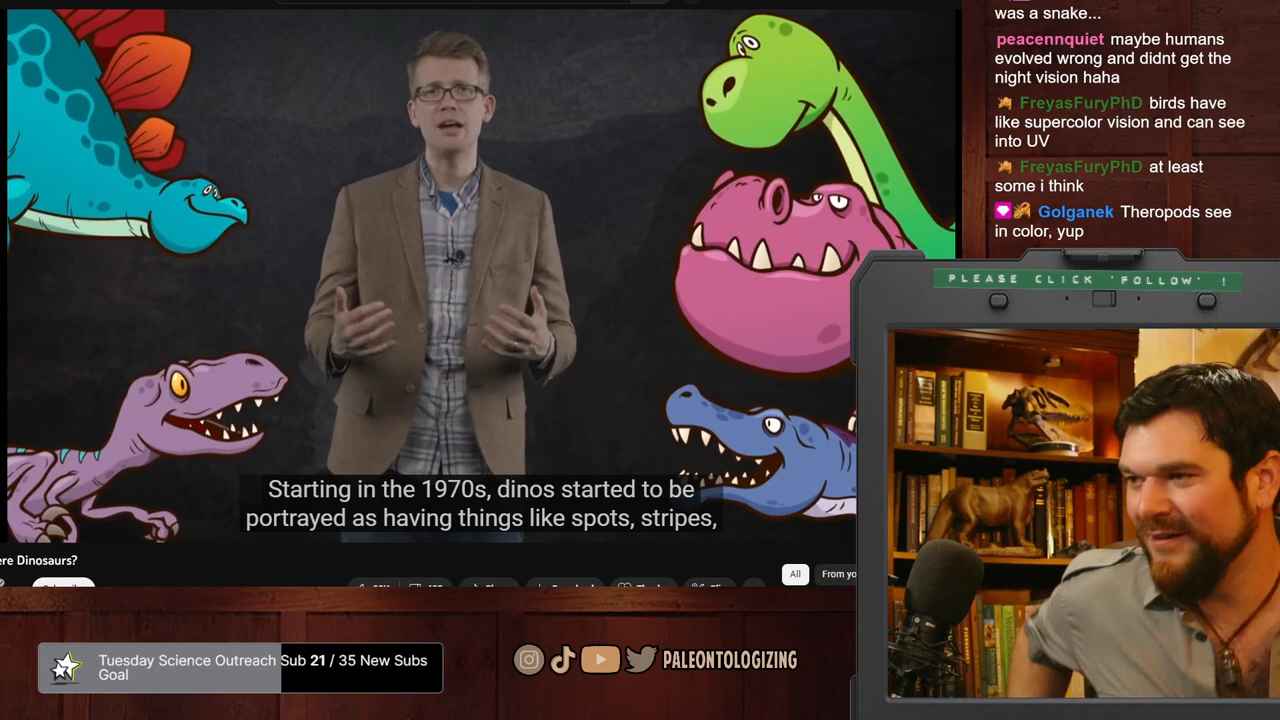 was a snake...
peacennquiet maybe humans
evolved wrong and didnt get the
night vision haha
FreyasFuryPhD birds have
like supercolor vision and can see
into UV
FreyasFuryPhD at least
some i think
Golganek Theropods see
in color, yup
PLEASE CLICK 'FOLLOW' !
Starting in the 1970s, dinos started to be
portrayed as having things like spots, stripes,
ere Dinosaurs?
All
From yo
Tuesday Science Outreach Sub 21 / 35 New Subs
Goal
PALEONTOLOGIZING